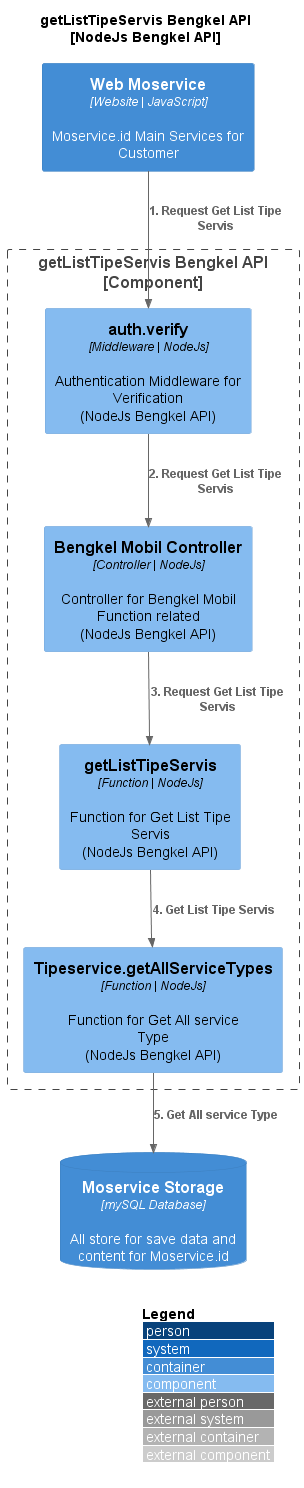 getListTipeServis Bengkel API
[NodeJs Bengkel API]
Web Moservice
[Website | JavaScript]
Moservice.id Main Services for
Customer
1. Request Get List Tipe
Servis
getListTipeServis Bengkel API
[Component]
auth.verify
[Middleware | NodeJs]
Authentication Middleware for
Verification
(NodeJs Bengkel API)
2. Request Get List Tipe
Servis
Bengkel Mobil Controller
[Controller | NodeJs]
Controller for Bengkel Mobil
Function related
(NodeJs Bengkel API)
3. Request Get List Tipe
Servis
getListTipeServis
[Function | NodeJs]
Function for Get List Tipe
Servis
(NodeJs Bengkel API)
4. Get List Tipe Servis
Tipeservice.getAllServiceTypes
[Function | NodeJs]
Function for Get All service
Type
(NodeJs Bengkel API)
5. Get All service Type
Moservice Storage
[mySQL Database]
All store for save data and
content for Moservice.id
Legend
person
system
container
component
external person
external system
external container
external component